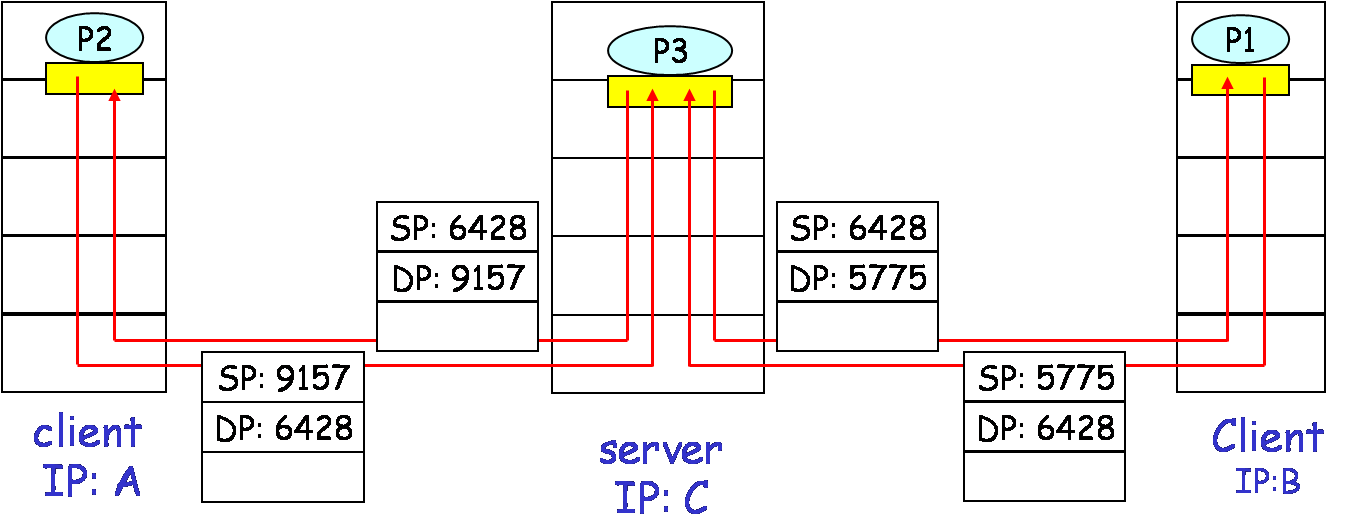 P2
P3
P1
SP: 6428
DP: 9157
SP: 6428
DP: 5775
SP: 9157
DP: 6428
SP: 5775
DP: 6428
client
IP: A
server
IP: C
Client
IP:B